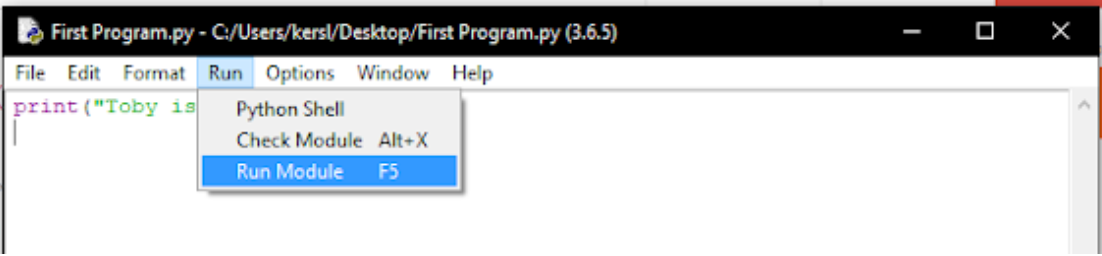 First Program.py - C:/Users/kersl/Desktop/First Program.py (3.6.5)
File Edit Format Run Options Window Help
print("Toby is
Python Shell
Check Module Alt+X
Run Module F5